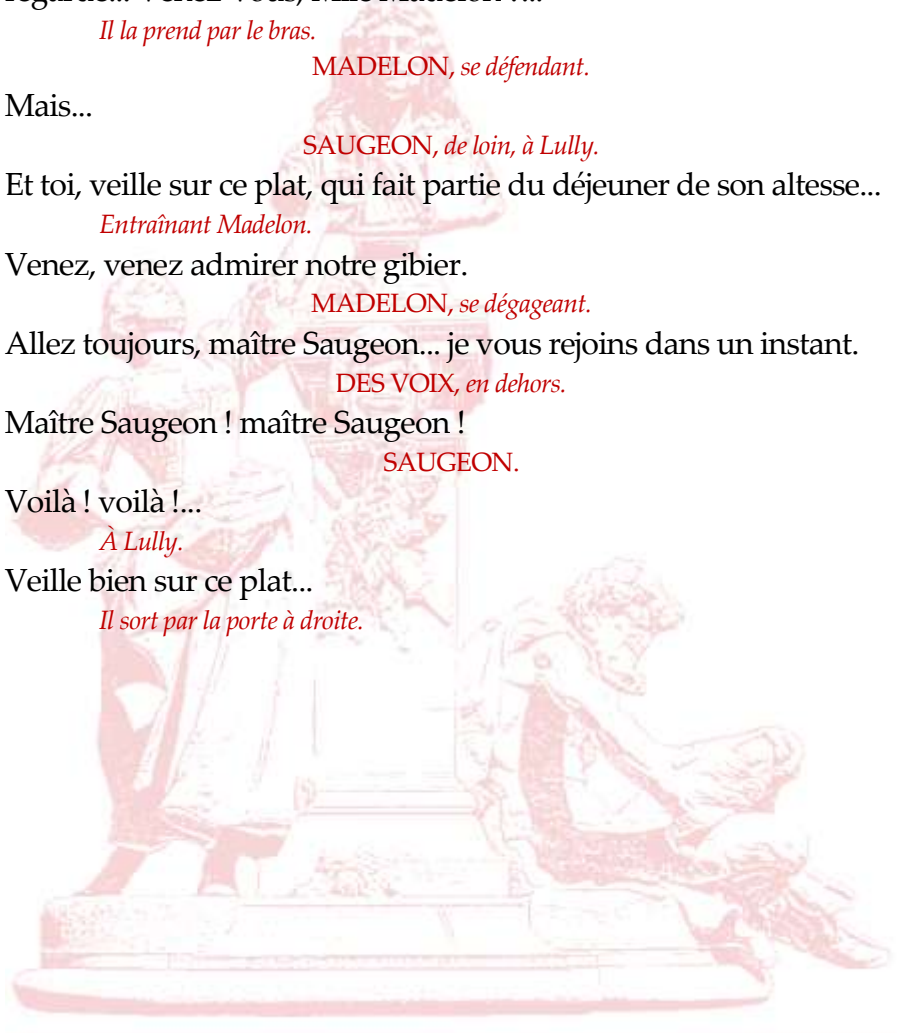 Il la prend par le bras.
MADELON, se défendant.
Mais...
SAUGEON, de loin, à Lully.
Et toi, veille sur ce plat, qui fait partie du déjeuner de son altesse...
Entraînant Madelon.
Venez, venez admirer notre gibier.
MADELON, se dégageant.
Allez toujours, maître Saugeon... je vous rejoins dans un instant.
DES VOIX, en dehors.
Maître Saugeon ! maître Saugeon !
SAUGEON.
Voilà ! voilà !...
À Lully.
Veille bien sur ce plat...
Il sort par la porte à droite.